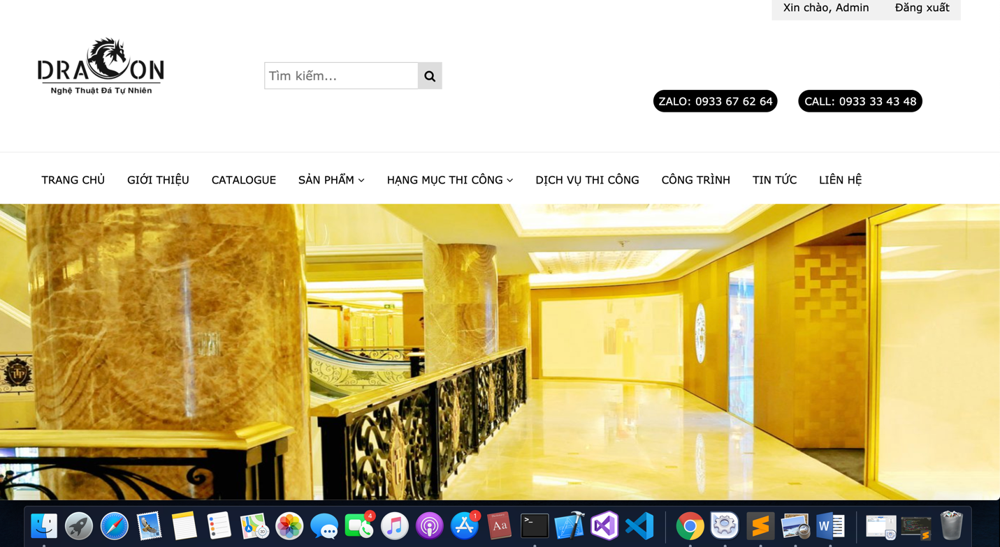 Xin chào, Admin Đăng xuất
DRAGON
Nghệ Thuật Đá Tự Nhiên
Tìm kiếm...
ZALO: 0933 67 62 64 CALL: 0933 33 43 48
TRANG CHỦ GIỚI THIỆU CATALOGUE SẢN PHẨM HẠNG MỤC THI CÔNG DỊCH VỤ THI CÔNG CÔNG TRÌNH TIN TỨC LIÊN HỆ
3D 4 1 Aa >_ W